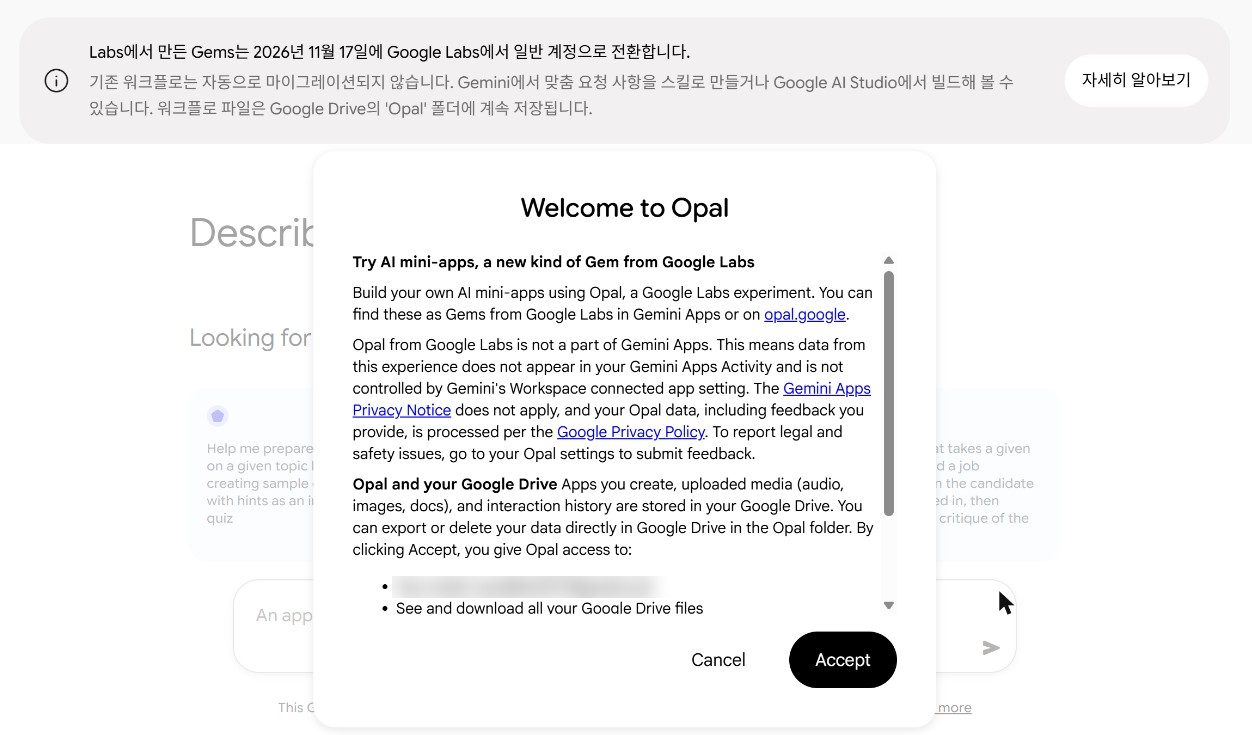 Labs에서 만든 Gems는 2026년 11월 17일에 Google Labs에서 일반 계정으로 전환합니다.
기존 워크플로는 자동으로 마이그레이션되지 않습니다. Gemini에서 맞춤 요청 사항을 스킬로 만들거나 Google AI Studio에서 빌드해 볼 수
있습니다. 워크플로 파일은 Google Drive의 'Opal' 폴더에 계속 저장됩니다.
자세히 알아보기
Welcome to Opal
Try AI mini-apps, a new kind of Gem from Google Labs
Build your own AI mini-apps using Opal, a Google Labs experiment. You can
find these as Gems from Google Labs in Gemini Apps or on opal.google.
Opal from Google Labs is not a part of Gemini Apps. This means data from
this experience does not appear in your Gemini Apps Activity and is not
controlled by Gemini's Workspace connected app setting. The Gemini Apps
Privacy Notice does not apply, and your Opal data, including feedback you
provide, is processed per the Google Privacy Policy. To report legal and
safety issues, go to your Opal settings to submit feedback.
Opal and your Google Drive Apps you create, uploaded media (audio,
images, docs), and interaction history are stored in your Google Drive. You
can export or delete your data directly in Google Drive in the Opal folder. By
clicking Accept, you give Opal access to:
• See and download all your Google Drive files
Cancel
Accept
Looking for
Help me prepare
on a given topic
creating sample
with hints as an
quiz
takes a given
d a job
the candidate
ed in, then
critique of the
An app
This
more